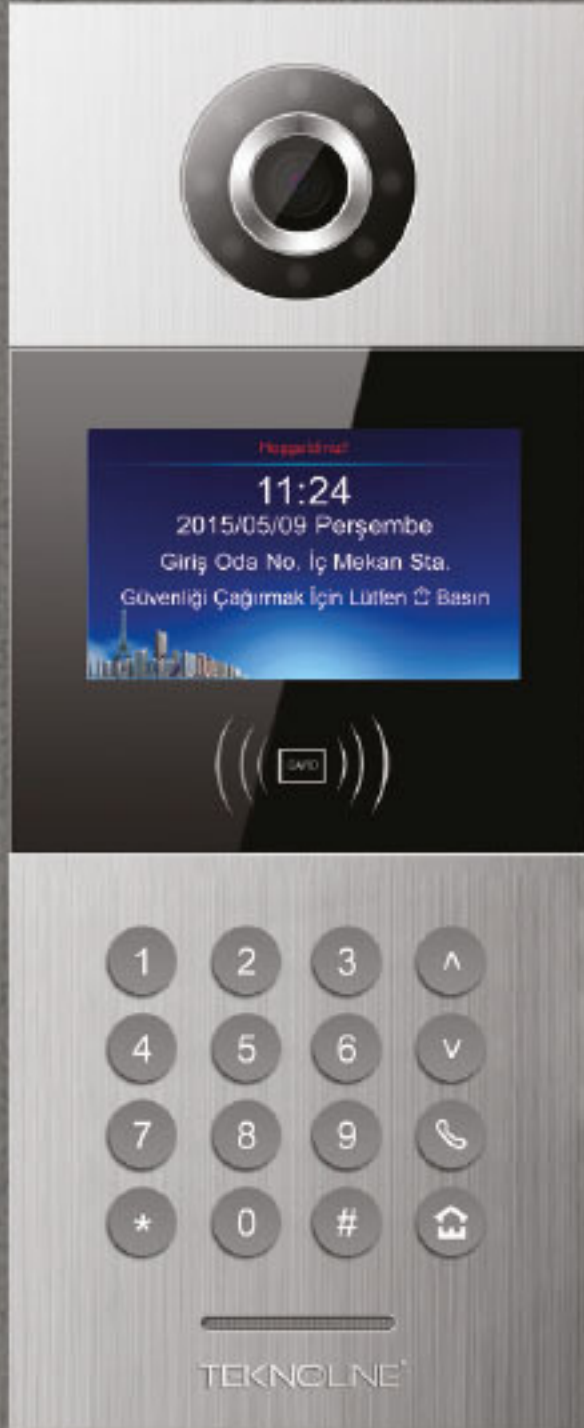 Hoşgeldiniz!
11:24
2015/05/09 Perşembe
Giriş Oda No. İç Mekan Sta.
Güvenliği Çağırmak İçin Lütfen Basın
CARD
1 2 3 ʌ
4 5 6 v
7 8 9
* 0 #
TEKNOLINE